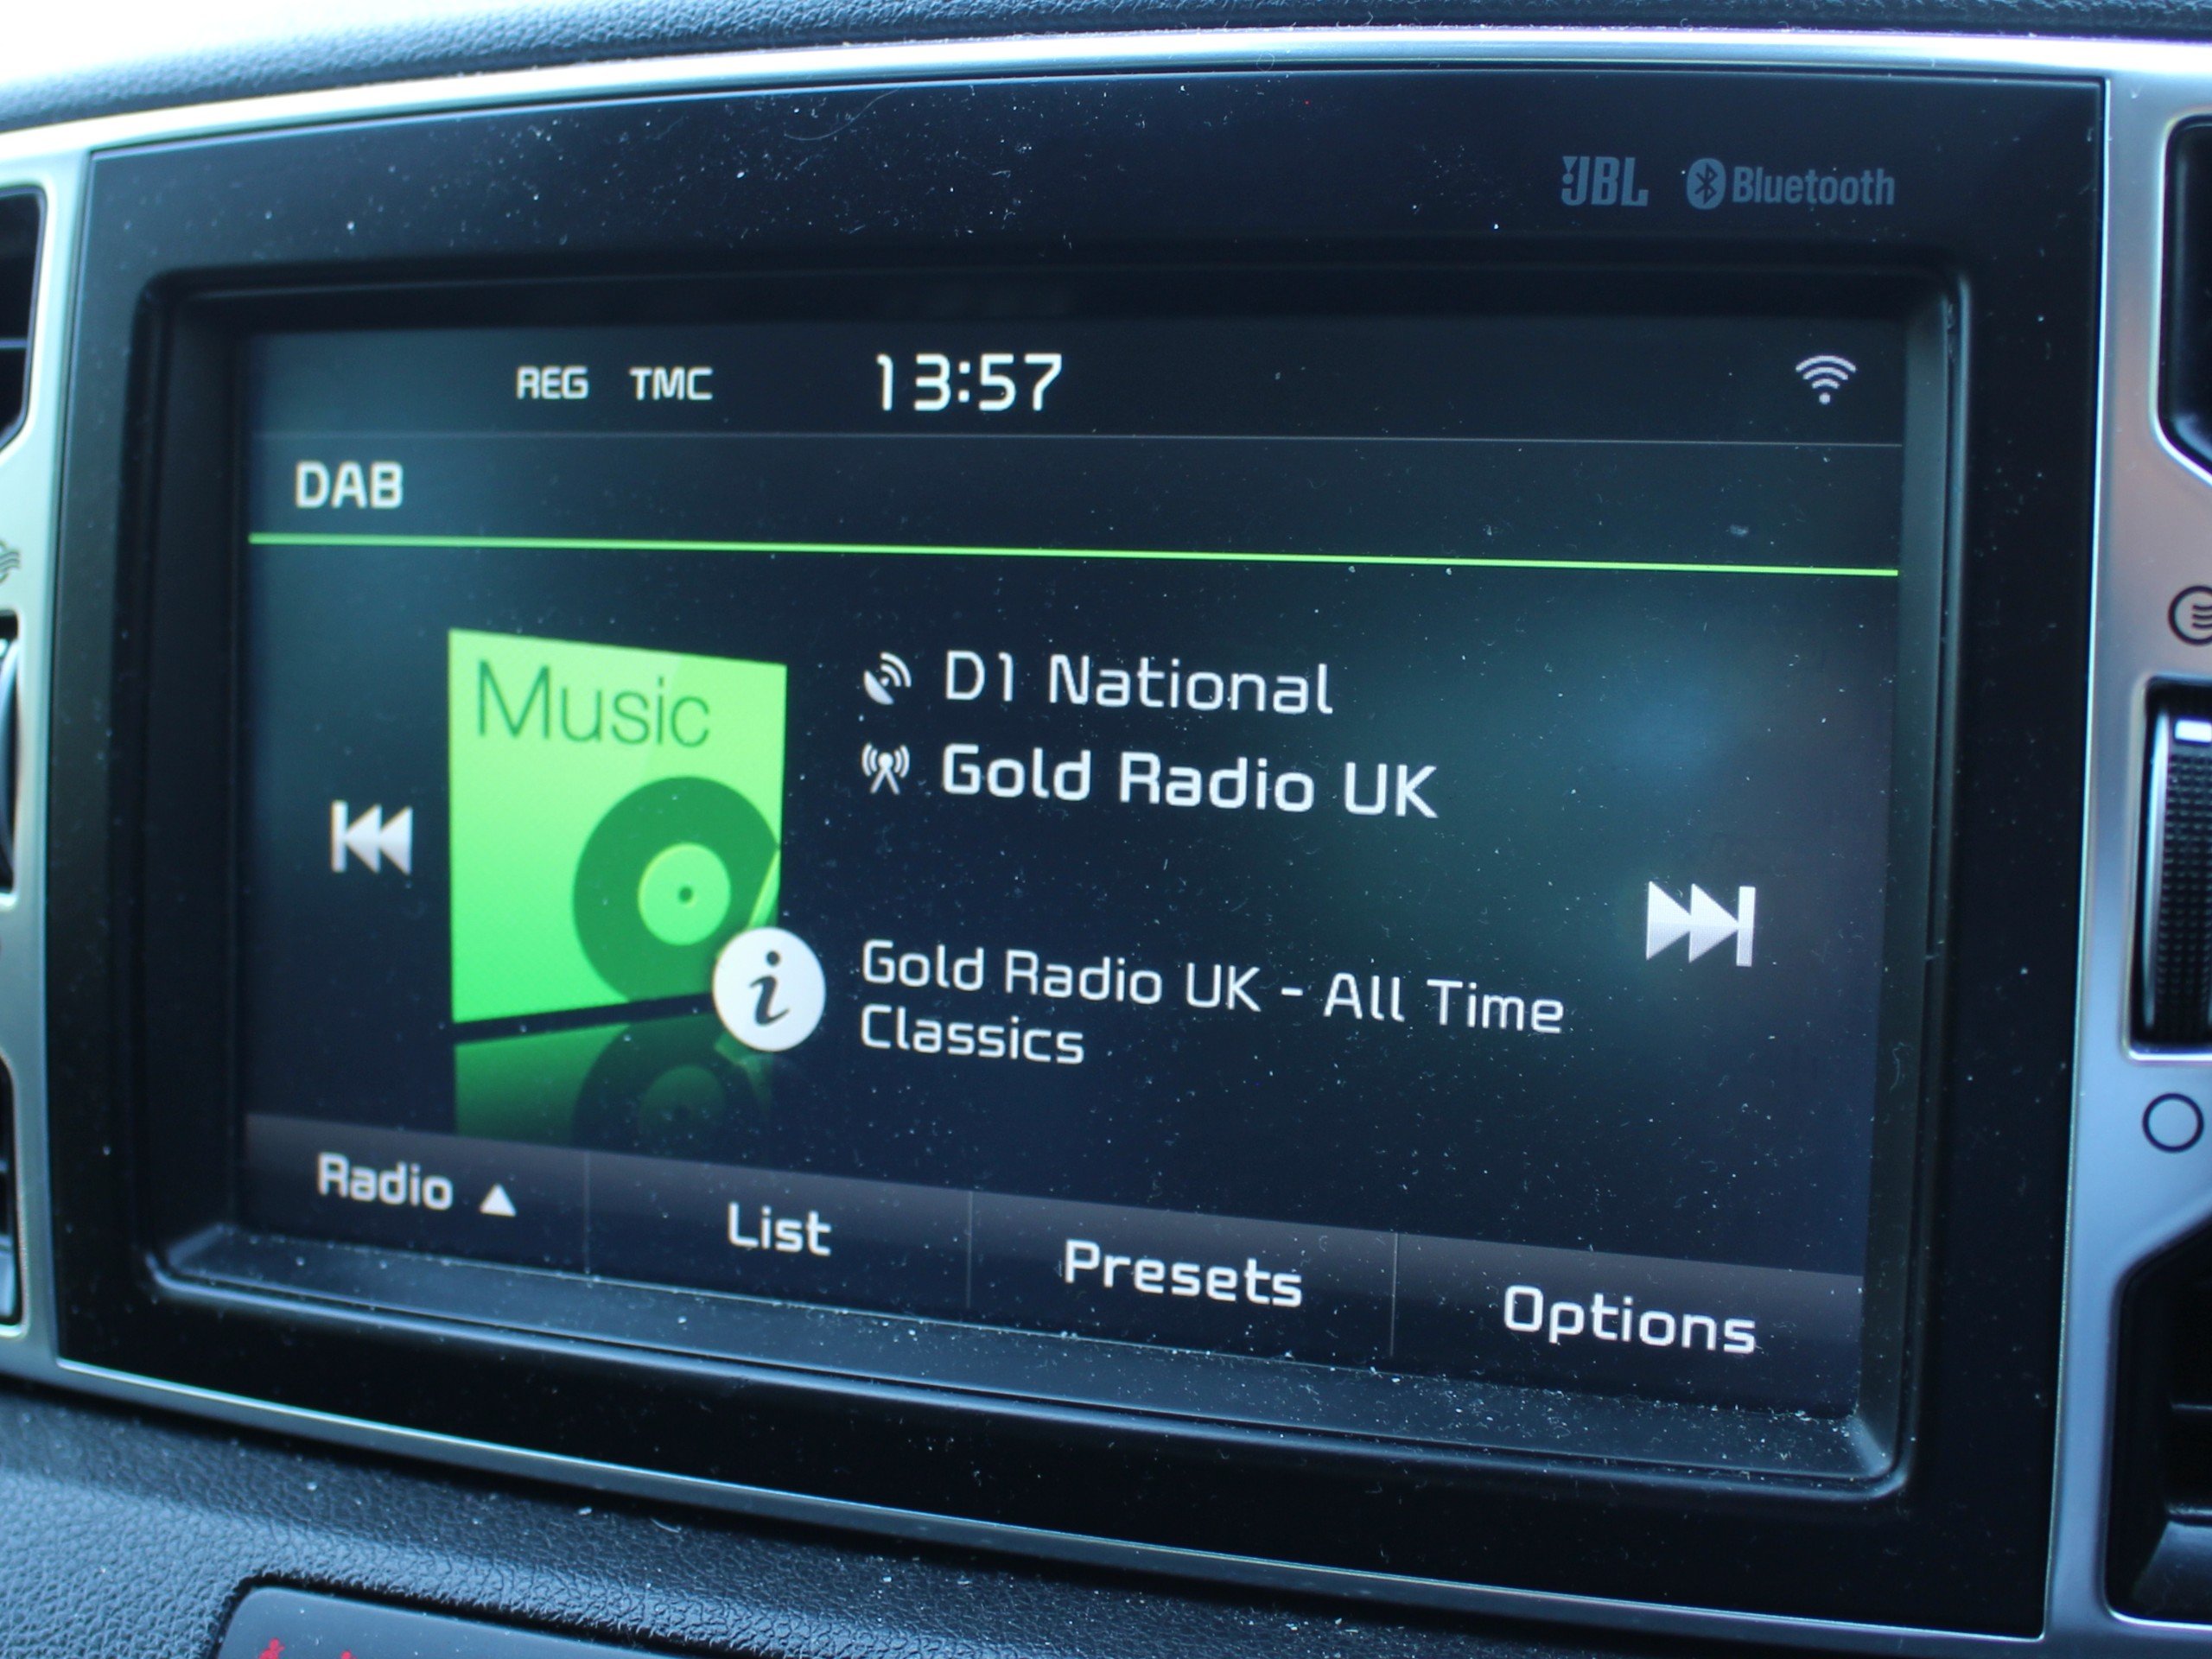 JBL Bluetooth
REG TMC 13:57
DAB
Music
D1 National
Gold Radio UK
Gold Radio UK - All Time
Classics
Radio
List
Presets
Options